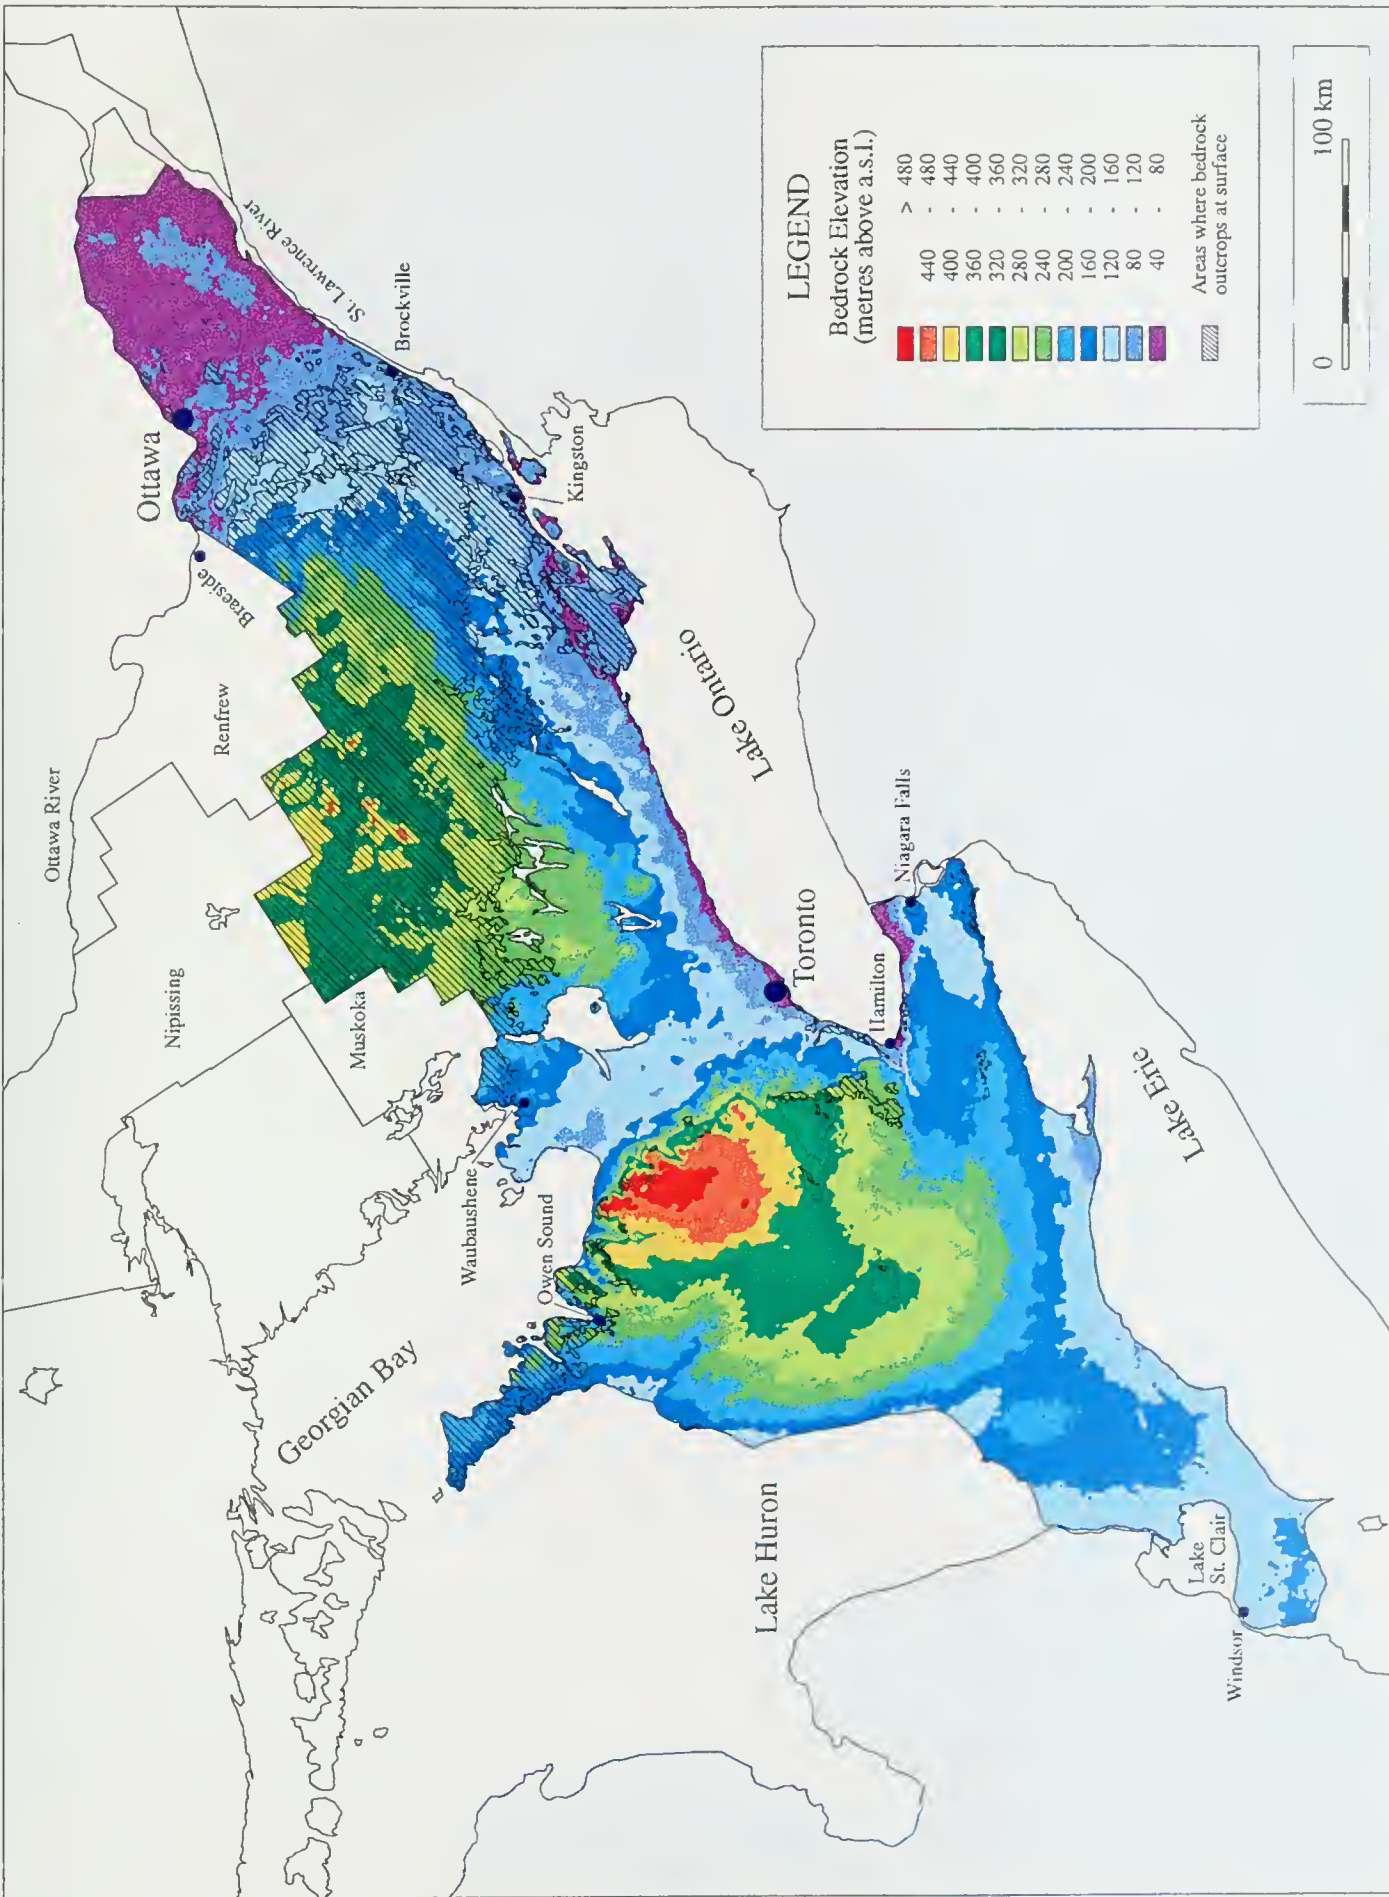 LEGEND
Bedrock Elevation
(metres above a.s.l.)
> 480
440 - 480
400 - 440
360 - 400
320 - 360
280 - 320
240 - 280
200 - 240
160 - 200
120 - 160
80 - 120
40 - 80
Areas where bedrock
outcrops at surface
0 100 km
Ottawa River
Renfrew
Nipissing
Muskoka
Braeside
Ottawa
St. Lawrence River
Brockville
Kingston
Lake Ontario
Toronto
Hamilton
Niagara Falls
Lake Erie
Waubaushene
Owen Sound
Georgian Bay
Lake Huron
Lake
St. Clair
Windsor